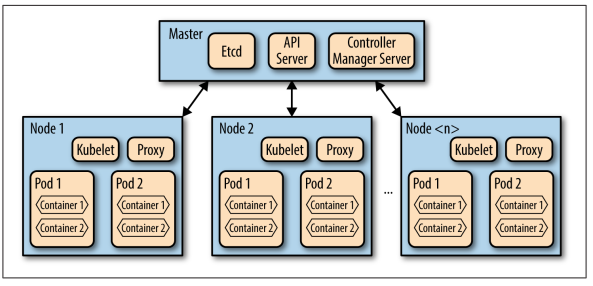 Master
Etcd
API
Server
Controller
Manager Server
Node 1
Kubelet
Proxy
Pod 1
Container 1
Container 2
Pod 2
Container 1
Container 2
Node 2
Kubelet
Proxy
Pod 1
Container 1
Container 2
Pod 2
Container 1
Container 2
...
Node <n>
Kubelet
Proxy
Pod 1
Container 1
Container 2
Pod 2
Container 1
Container 2